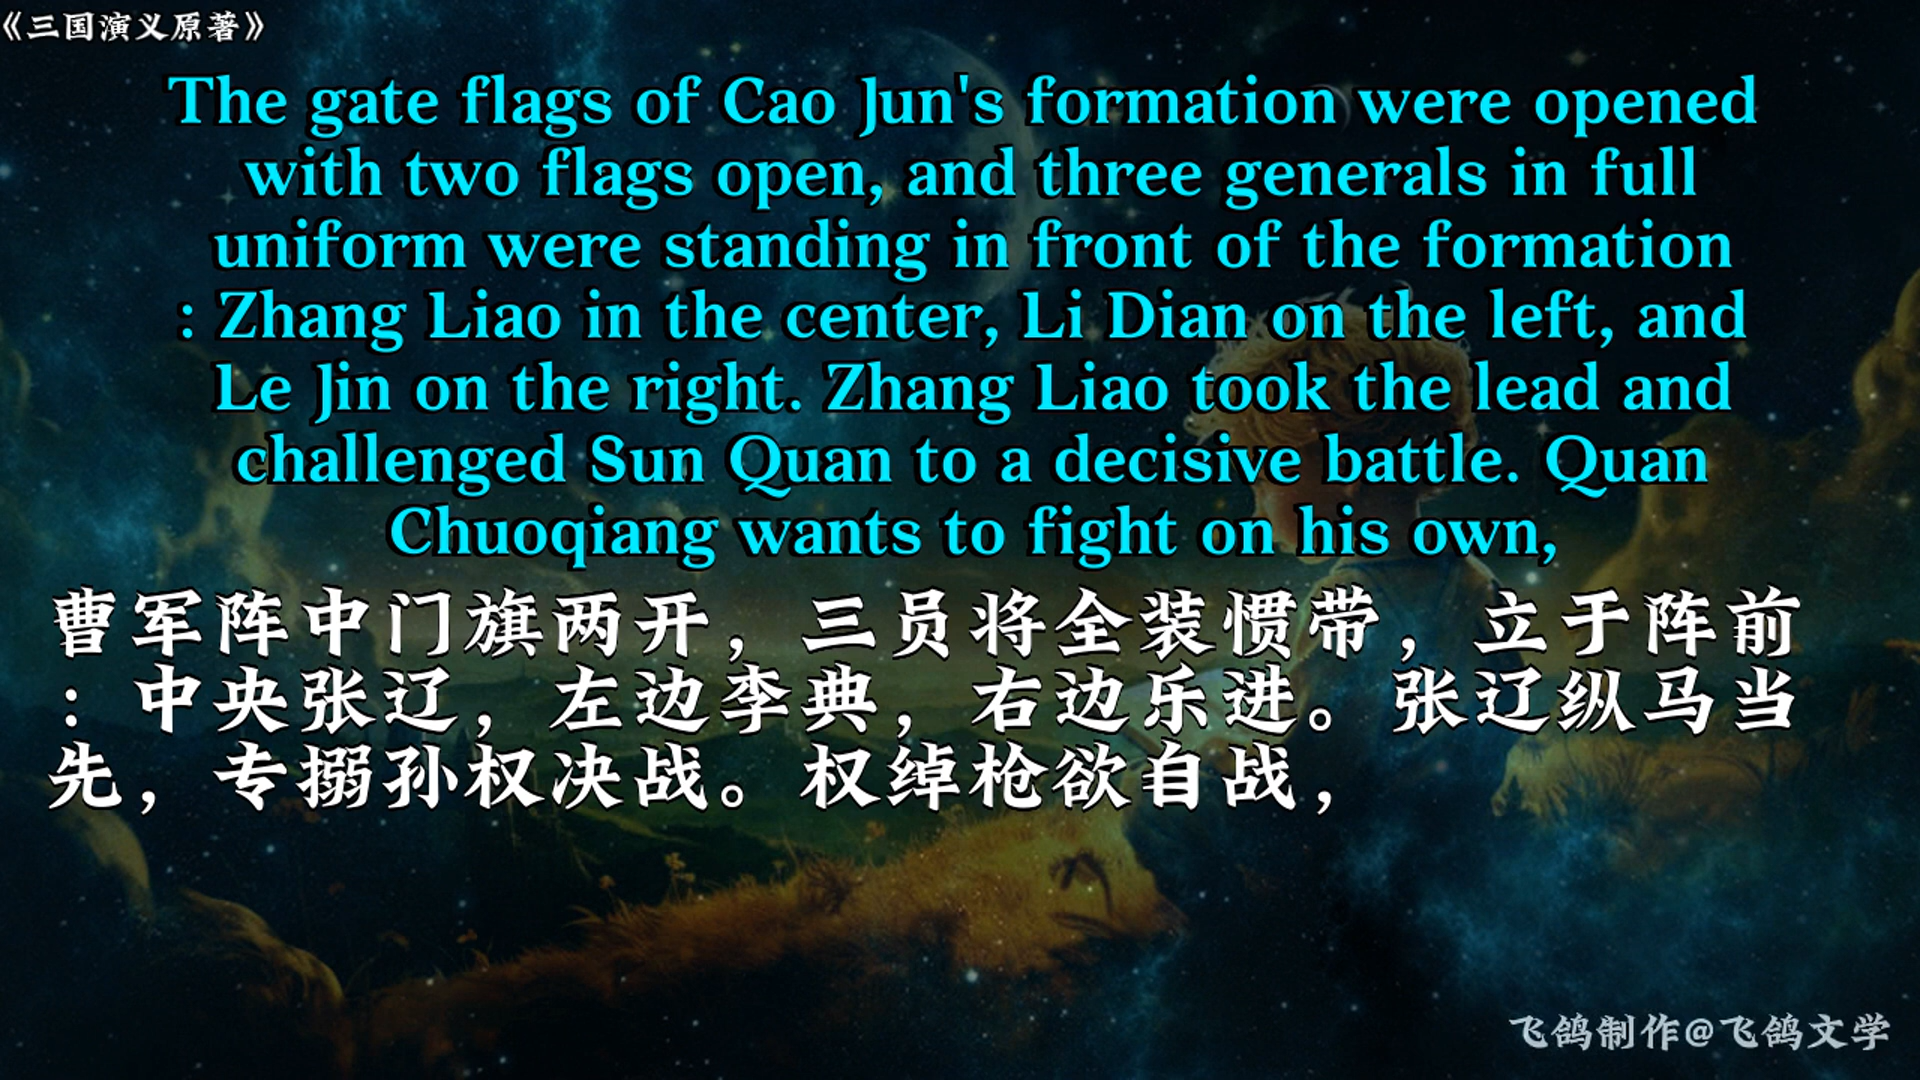 《三国演义原著》
The gate flags of Cao Jun's formation were opened
with two flags open, and three generals in full
uniform were standing in front of the formation
: Zhang Liao in the center, Li Dian on the left, and
Le Jin on the right. Zhang Liao took the lead and
challenged Sun Quan to a decisive battle. Quan
Chuoqiang wants to fight on his own,
曹军阵中门旗两开，三员将全装惯带，立于阵前
：中央张辽，左边李典，右边乐进。张辽纵马当
先，专搦孙权决战。权绰枪欲自战，
飞鸽制作@飞鸽文学